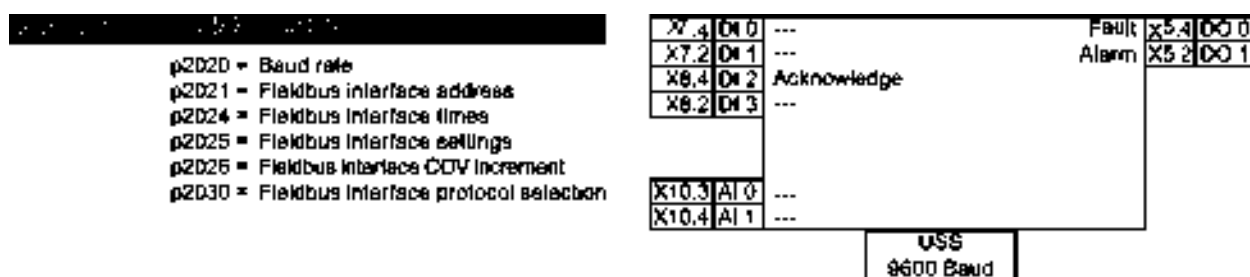 p2020 = Baud rate
p2021 = Fieldbus interface address
p2024 = Fieldbus interface times
p2025 = Fieldbus interface settings
p2026 = Fieldbus interface COV increment
p2030 = Fieldbus interface protocol selection
X7.4 DI 0 --- Fault X5.4 DO 0
X7.2 DI 1 --- Alarm X5.2 DO 1
X8.4 DI 2 Acknowledge
X8.2 DI 3 ---
X10.3 AI 0 ---
X10.4 AI 1 ---
USS
9600 Baud